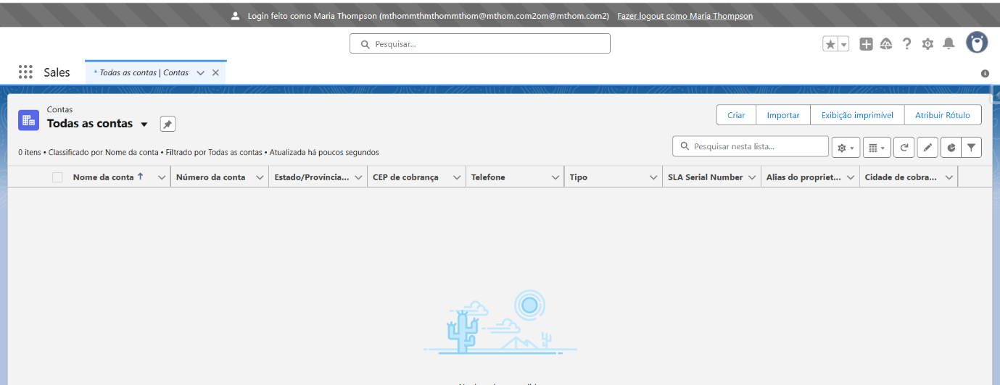 Login feito como Maria Thompson (mthommthmthommthom@mthom.com2om@mthom.com2) Fazer logout como Maria Thompson
Pesquisar...
Sales
* Todas as contas | Contas
Contas
Todas as contas
Criar Importar Exibição imprimível Atribuir Rótulo
0 itens • Classificado por Nome da conta • Filtrado por Todas as contas • Atualizada há poucos segundos
Pesquisar nesta lista...
Nome da conta ↑ Número da conta Estado/Província... CEP de cobrança Telefone Tipo SLA Serial Number Alias do propriet... Cidade de cobra...